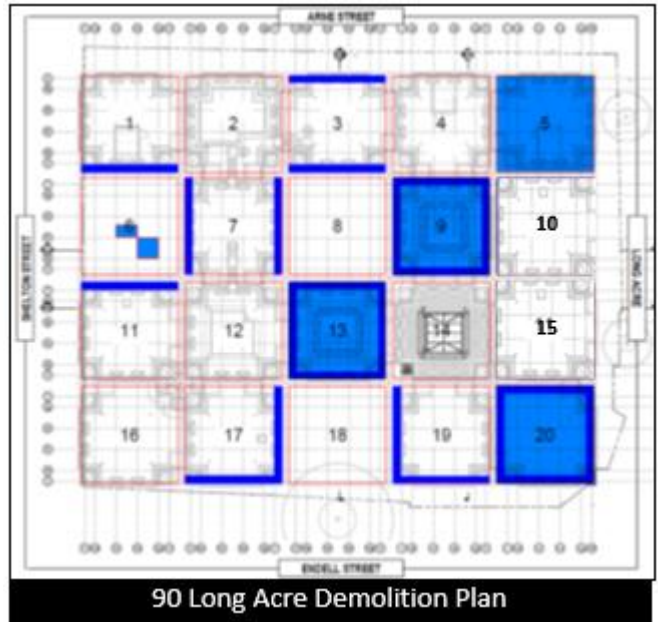 ARNE STREET
1 2 3 4 5
SHELTON STREET
6 7 8 9 10
LONG ACRE
11 12 13 14 15
16 17 18 19 20
ENDELL STREET
90 Long Acre Demolition Plan